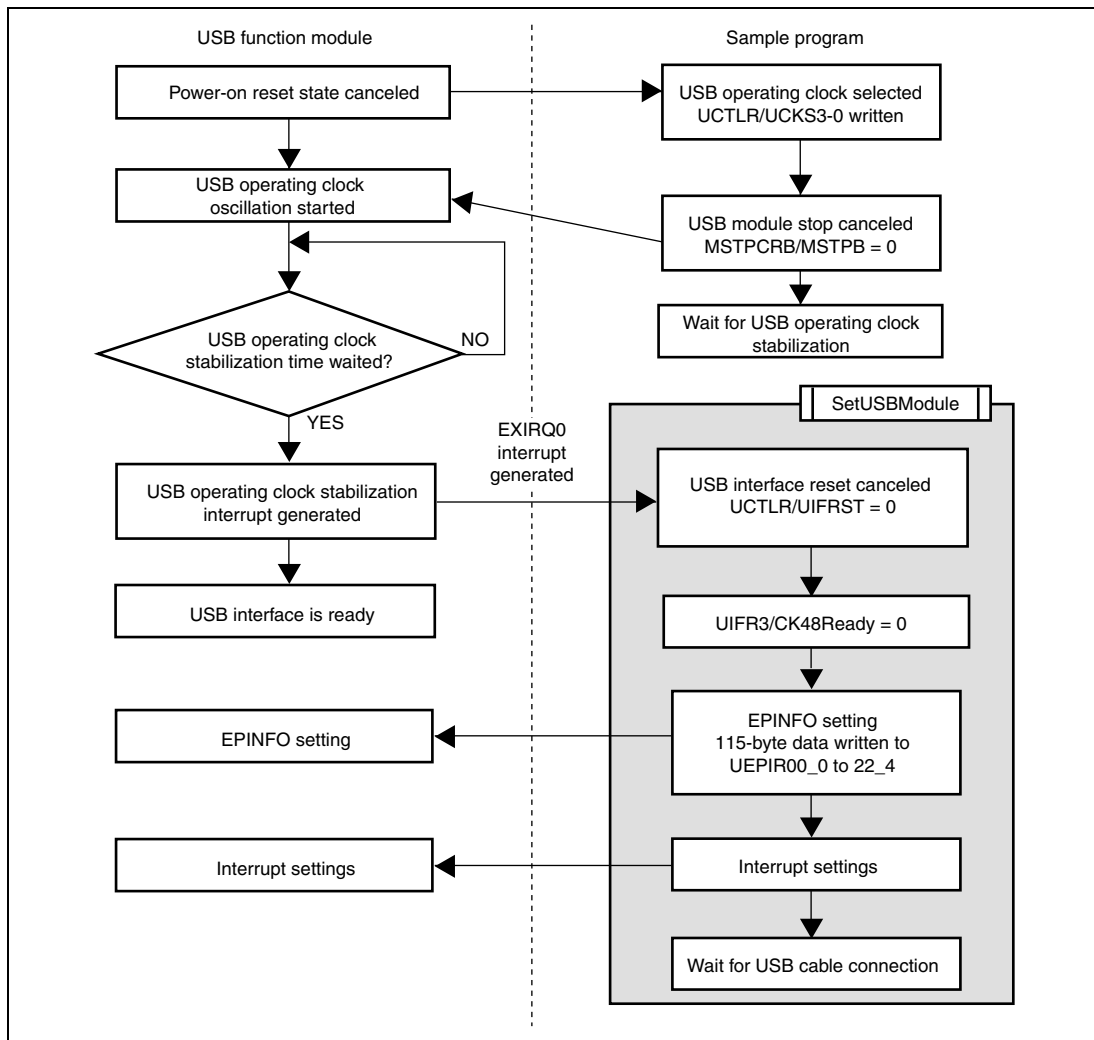 USB function module
Sample program
Power-on reset state canceled
USB operating clock selected
UCTLR/UCKS3-0 written
USB operating clock
oscillation started
USB module stop canceled
MSTPCRB/MSTPB = 0
USB operating clock
stabilization time waited?
NO
Wait for USB operating clock
stabilization
YES
SetUSBModule
EXIRQ0
interrupt
generated
USB operating clock stabilization
interrupt generated
USB interface reset canceled
UCTLR/UIFRST = 0
USB interface is ready
UIFR3/CK48Ready = 0
EPINFO setting
EPINFO setting
115-byte data written to
UEPIR00_0 to 22_4
Interrupt settings
Interrupt settings
Wait for USB cable connection